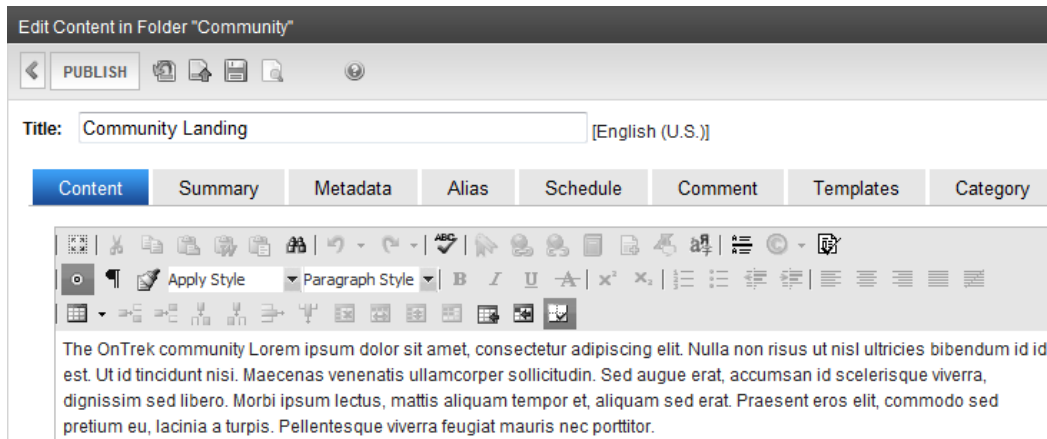 Edit Content in Folder "Community"
PUBLISH
Title: Community Landing [English (U.S.)]
Content Summary Metadata Alias Schedule Comment Templates Category
ABC
Apply Style Paragraph Style B I U A x² x₂
The OnTrek community Lorem ipsum dolor sit amet, consectetur adipiscing elit. Nulla non risus ut nisl ultricies bibendum id id
est. Ut id tincidunt nisi. Maecenas venenatis ullamcorper sollicitudin. Sed augue erat, accumsan id scelerisque viverra,
dignissim sed libero. Morbi ipsum lectus, mattis aliquam tempor et, aliquam sed erat. Praesent eros elit, commodo sed
pretium eu, lacinia a turpis. Pellentesque viverra feugiat mauris nec porttitor.